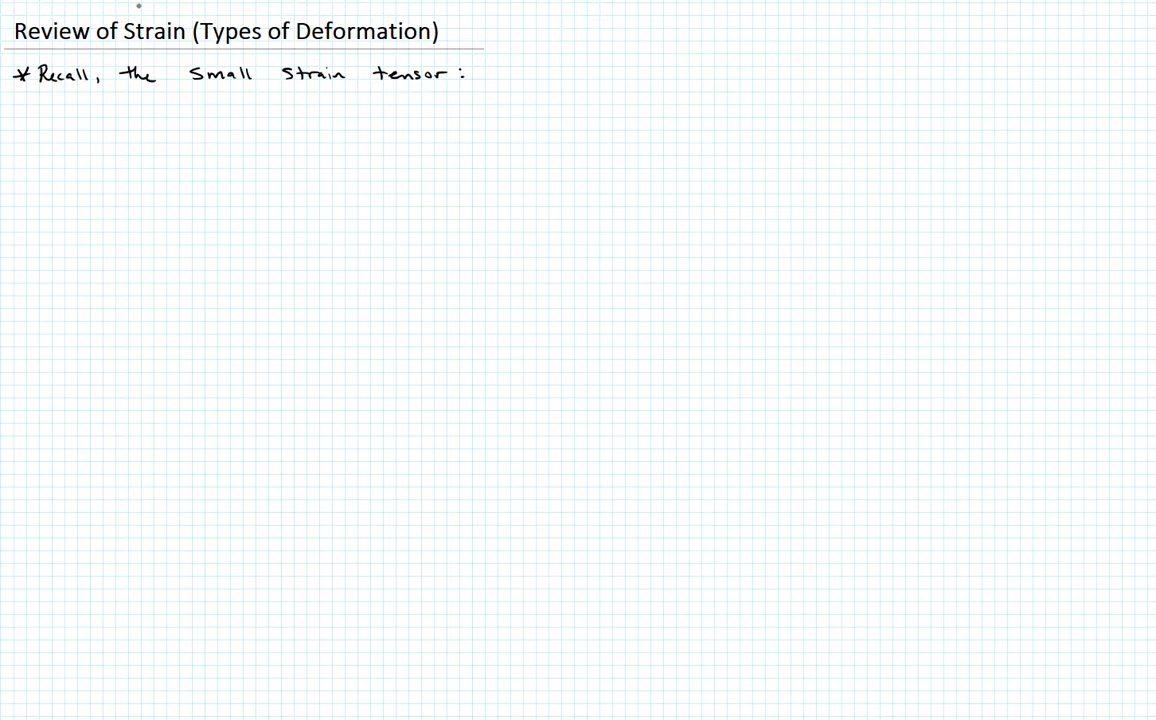 Review of Strain (Types of Deformation)
* Recall, the small strain tensor: